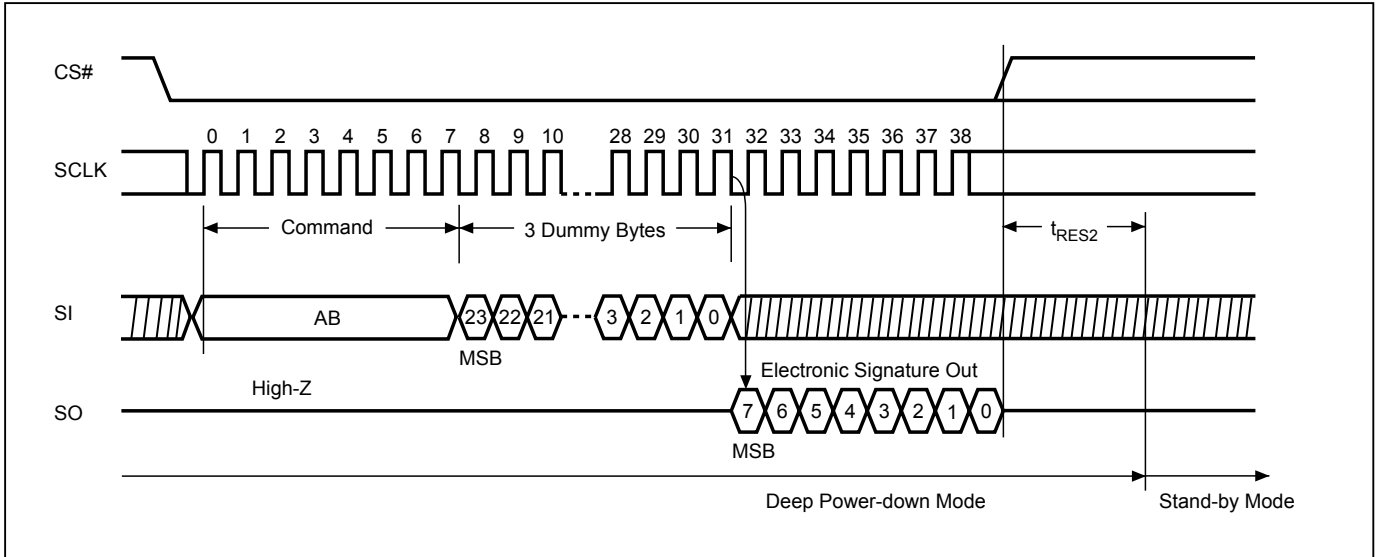 CS#
0 1 2 3 4 5 6 7 8 9 10 28 29 30 31 32 33 34 35 36 37 38
SCLK
Command
3 Dummy Bytes
tRES2
SI
AB
23 22 21 3 2 1 0
MSB
Electronic Signature Out
High-Z
SO
7 6 5 4 3 2 1 0
MSB
Deep Power-down Mode
Stand-by Mode